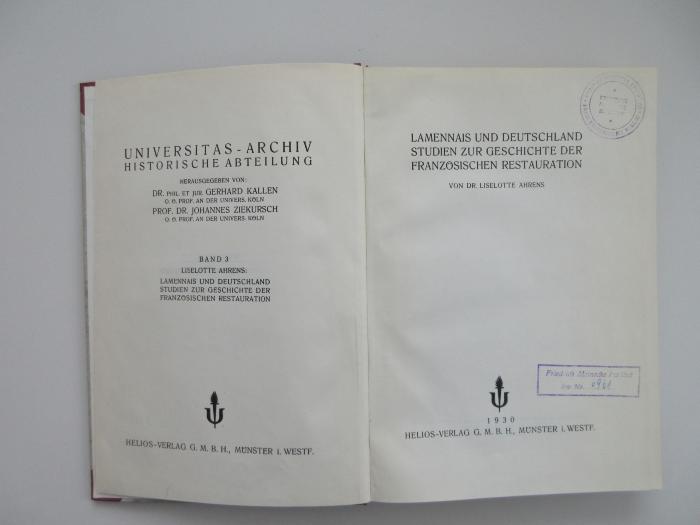 UNIVERSITAS - ARCHIV
HISTORISCHE ABTEILUNG
HERAUSGEGEBEN VON:
DR. PHIL. ET JUR. GERHARD KALLEN
O. Ö. PROF. AN DER UNIVERS. KÖLN
PROF. DR. JOHANNES ZIEKURSCH
O. Ö. PROF. AN DER UNIVERS. KÖLN
BAND 3
LISELOTTE AHRENS:
LAMENNAIS UND DEUTSCHLAND
STUDIEN ZUR GESCHICHTE DER
FRANZÖSISCHEN RESTAURATION
HELIOS-VERLAG G. M. B. H., MÜNSTER i. WESTF.
LAMENNAIS UND DEUTSCHLAND
STUDIEN ZUR GESCHICHTE DER
FRANZÖSISCHEN RESTAURATION
VON DR. LISELOTTE AHRENS
Friedrich Meinecke Institut
Inv. Nr.
1930
HELIOS-VERLAG G. M. B. H., MÜNSTER i. WESTF.